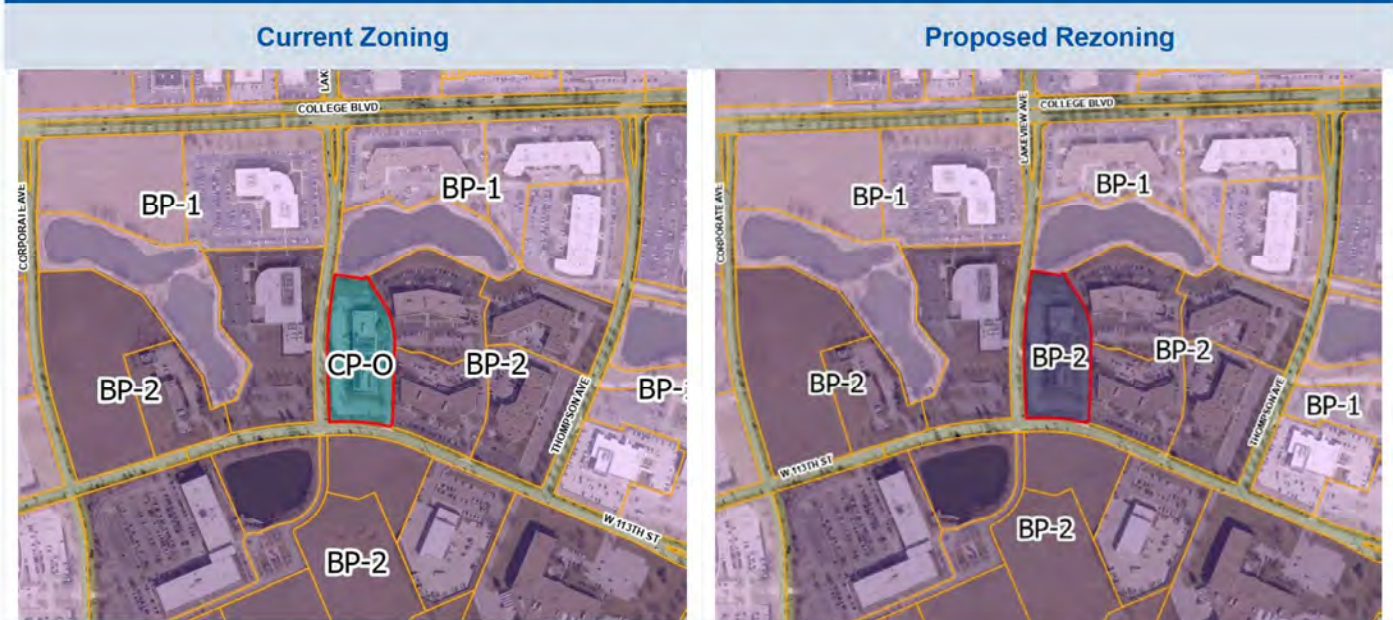 Current Zoning
Proposed Rezoning
LAK
COLLEGE BLVD
CORPORATE AVE
BP-1
BP-1
BP-2
CP-O
BP-2
BP-
THOMPSON AVE
W 113TH ST
BP-2
LAKEVIEW AVE
COLLEGE BLVD
CORPORATE AVE
BP-1
BP-1
BP-2
BP-2
BP-2
BP-1
THOMPSON AVE
W 113TH ST
BP-2